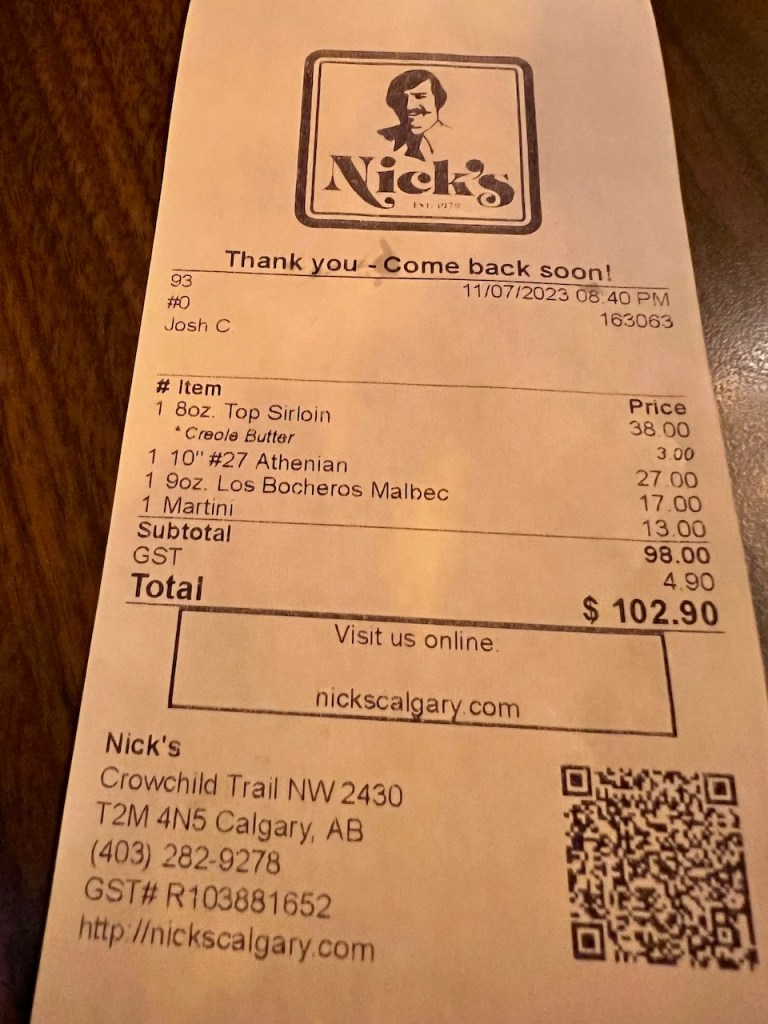 Nick's
EST. 1979
Thank you - Come back soon!
93 11/07/2023 08:40 PM
#0 163063
Josh C
# Item Price
1 8oz. Top Sirloin 38.00
* Creole Butter 3.00
1 10" #27 Athenian 27.00
1 9oz. Los Bocheros Malbec 17.00
1 Martini 13.00
Subtotal 98.00
GST 4.90
Total $ 102.90
Visit us online:
nickscalgary.com
Nick's
Crowchild Trail NW 2430
T2M 4N5 Calgary, AB
(403) 282-9278
GST# R103881652
http://nickscalgary.com